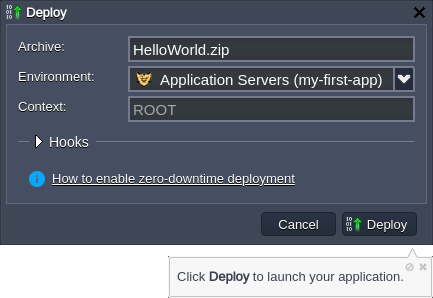 Deploy
Archive: HelloWorld.zip
Environment: Application Servers (my-first-app)
Context: ROOT
Hooks
How to enable zero-downtime deployment
Cancel Deploy
Click Deploy to launch your application.